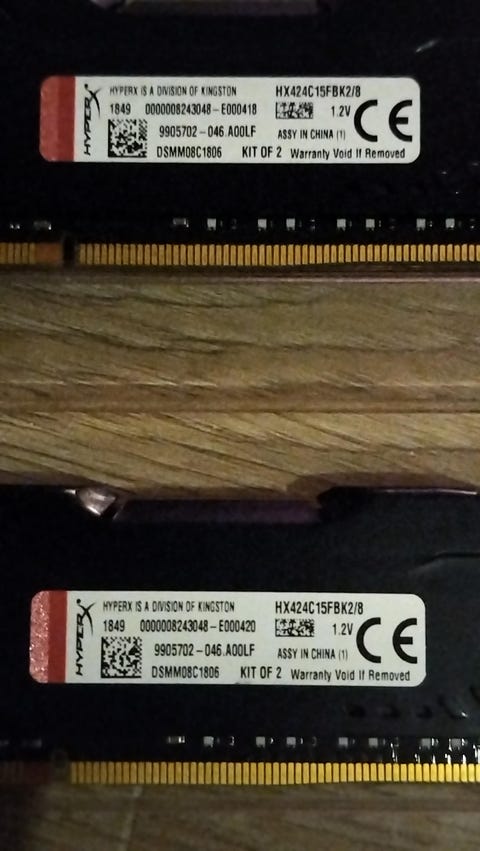 HYPERX IS A DIVISION OF KINGSTON HX424C15FBK2/8
1849 0000008243048-E000418 1.2V
HYPERX
9905702-046.A00LF ASSY IN CHINA (1) CE
DSMM08C1806 KIT OF 2 Warranty Void If Removed
HYPERX IS A DIVISION OF KINGSTON HX424C15FBK2/8
1849 0000008243048-E000420 1.2V
HYPERX
9905702-046.A00LF ASSY IN CHINA (1) CE
DSMM08C1806 KIT OF 2 Warranty Void If Removed